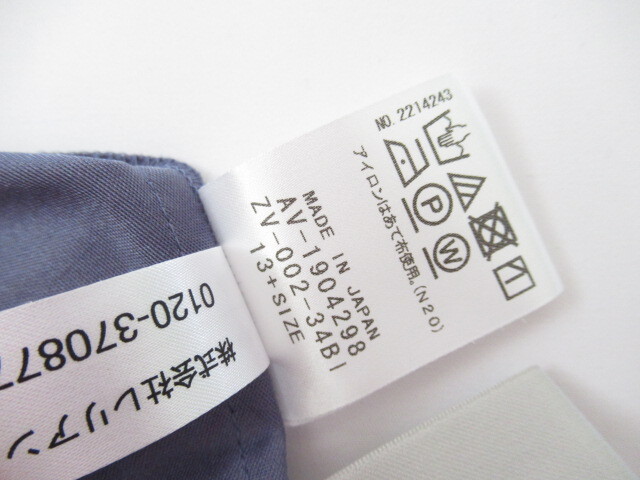 NO.2214243
P
W
アイロンはあて布使用。(N20)
MADE IN JAPAN
AV-1904298
ZV-002-34BI
13+SIZE
株式会社レリアン
0120-37087